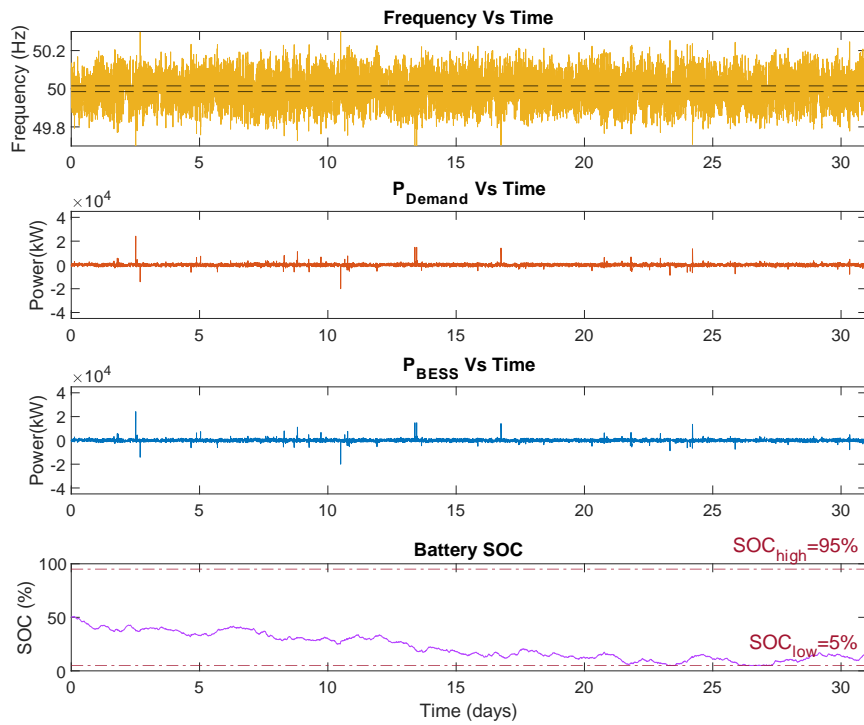 Frequency Vs Time
Frequency (Hz)
50.2
50
49.8
0 5 10 15 20 25 30
P_Demand Vs Time
×10^4
Power(kW)
4
2
0
-2
-4
0 5 10 15 20 25 30
P_BESS Vs Time
×10^4
Power(kW)
4
2
0
-2
-4
0 5 10 15 20 25 30
Battery SOC
SOC_high=95%
SOC (%)
100
50
0
SOC_low=5%
0 5 10 15 20 25 30
Time (days)